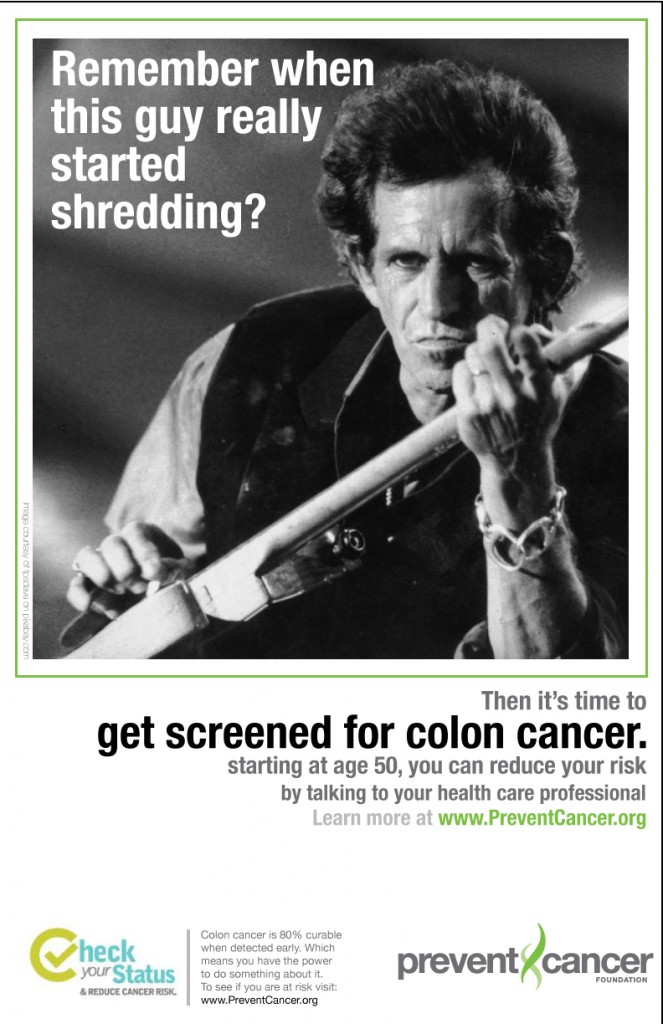 Remember when
this guy really
started
shredding?
image courtesy of tpsdave on pixabay.com
Then it's time to
get screened for colon cancer.
starting at age 50, you can reduce your risk
by talking to your health care professional
Learn more at www.PreventCancer.org
Check
your Status
& REDUCE CANCER RISK.
Colon cancer is 80% curable
when detected early. Which
means you have the power
to do something about it.
To see if you are at risk visit:
www.PreventCancer.org
prevent cancer
FOUNDATION